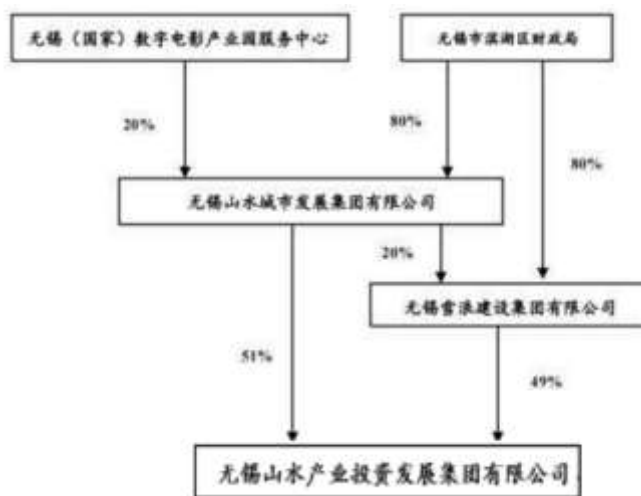 无锡（国家）数字电影产业园服务中心
无锡市滨湖区财政局
20%
80%
80%
无锡山水城市发展集团有限公司
20%
无锡雪浪建设集团有限公司
51%
49%
无锡山水产业投资发展集团有限公司